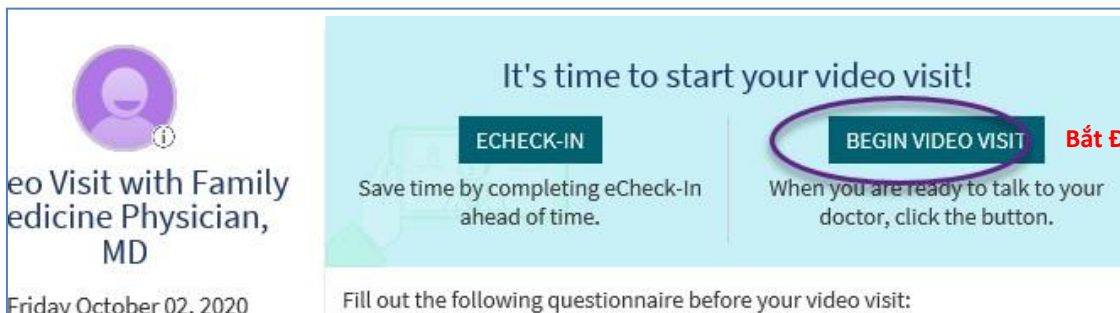 It's time to start your video visit!
ECHECK-IN
BEGIN VIDEO VISIT
Bắt
Save time by completing eCheck-In
ahead of time.
When you are ready to talk to your
doctor, click the button.
eo Visit with Family
edicine Physician,
MD
Friday October 02, 2020
Fill out the following questionnaire before your video visit: